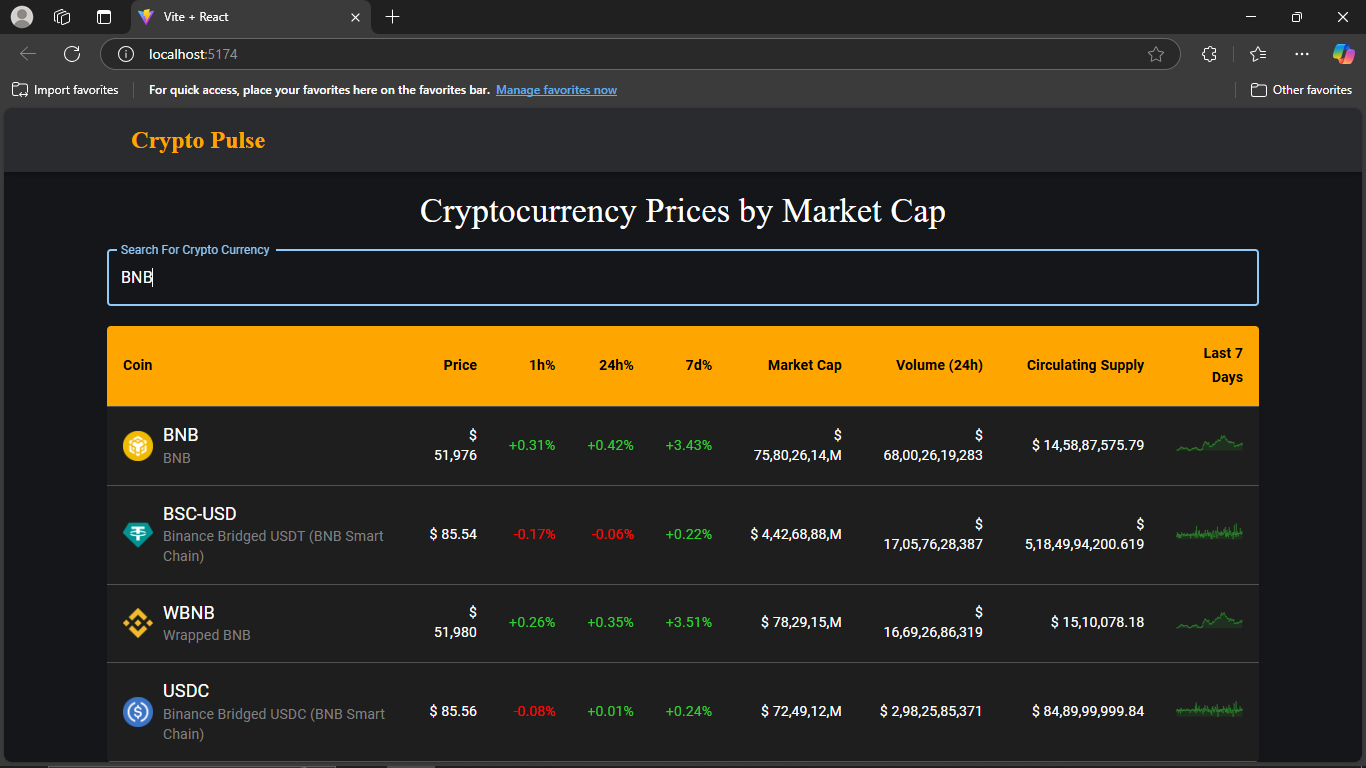 Vite + React
localhost:5174
Import favorites
For quick access, place your favorites here on the favorites bar. Manage favorites now
Other favorites
Crypto Pulse
Cryptocurrency Prices by Market Cap
Search For Crypto Currency
BNB
Coin Price 1h% 24h% 7d% Market Cap Volume (24h) Circulating Supply Last 7
Days
BNB $ +0.31% +0.42% +3.43% $ $ $ 14,58,87,575.79
BNB 51,976 75,80,26,14,M 68,00,26,19,283
BSC-USD $ $
Binance Bridged USDT (BNB Smart $ 85.54 -0.17% -0.06% +0.22% $ 4,42,68,88,M 17,05,76,28,387 5,18,49,94,200.619
Chain)
WBNB $ +0.26% +0.35% +3.51% $ 78,29,15,M $ $ 15,10,078.18
Wrapped BNB 51,980 16,69,26,86,319
USDC
Binance Bridged USDC (BNB Smart $ 85.56 -0.08% +0.01% +0.24% $ 72,49,12,M $ 2,98,25,85,371 $ 84,89,99,999.84
Chain)